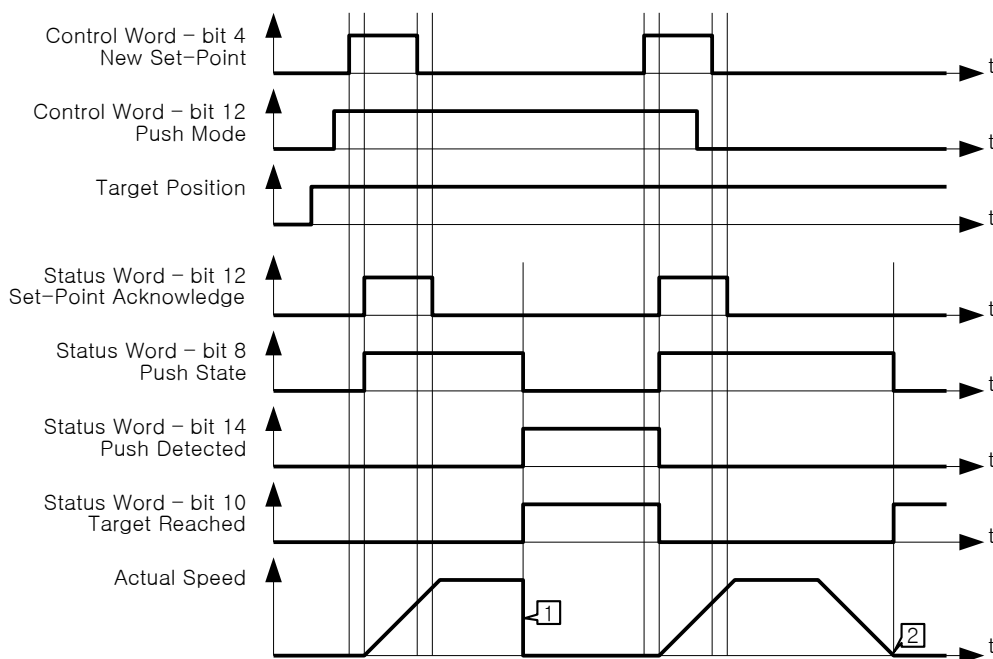 Control Word - bit 4
New Set-Point
t
Control Word - bit 12
Push Mode
t
Target Position
t
Status Word - bit 12
Set-Point Acknowledge
t
Status Word - bit 8
Push State
t
Status Word - bit 14
Push Detected
t
Status Word - bit 10
Target Reached
t
Actual Speed
1
2
t